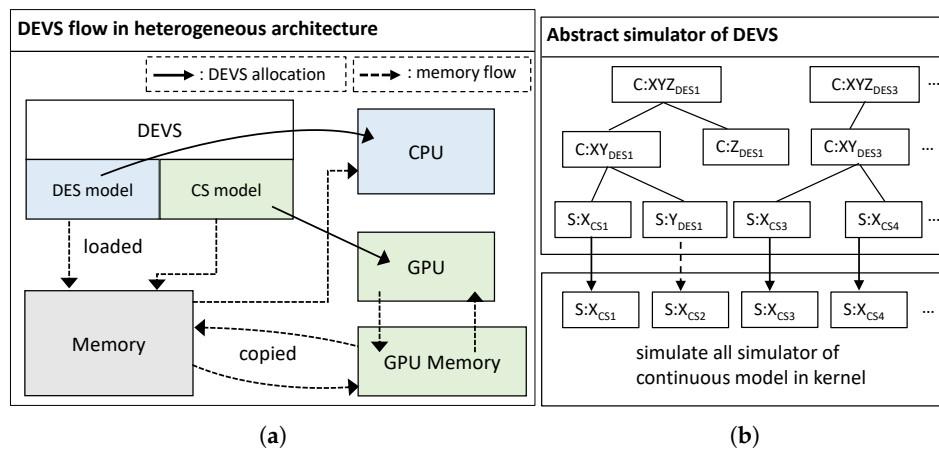 DEVS flow in heterogeneous architecture
: DEVS allocation
: memory flow
DEVS
DES model
CS model
CPU
loaded
GPU
Memory
copied
GPU Memory
(a)
Abstract simulator of DEVS
C:XYZDES1
C:XYZDES3
...
C:XYDES1
C:ZDES1
C:XYDES3
...
S:XCS1
S:YDES1
S:XCS3
S:XCS4
...
S:XCS1
S:XCS2
S:XCS3
S:XCS4
...
simulate all simulator of
continuous model in kernel
(b)